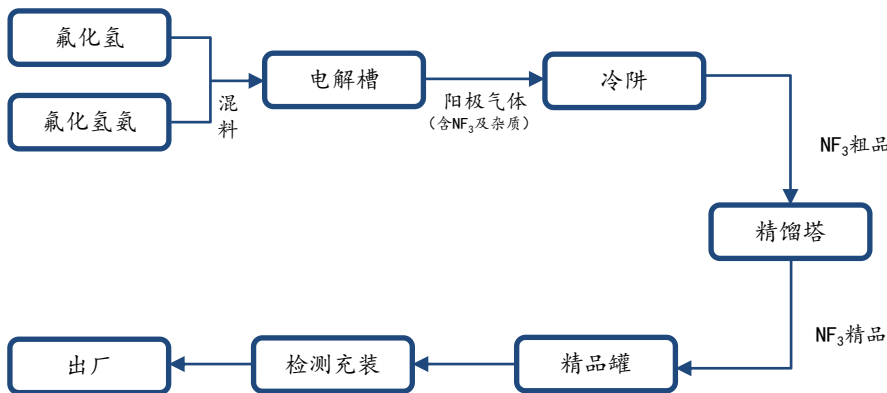 氟化氢
氟化氢氨
混
料
电解槽
阳极气体
（含NF₃及杂质）
冷阱
NF₃粗品
精馏塔
NF₃精品
精品罐
检测充装
出厂